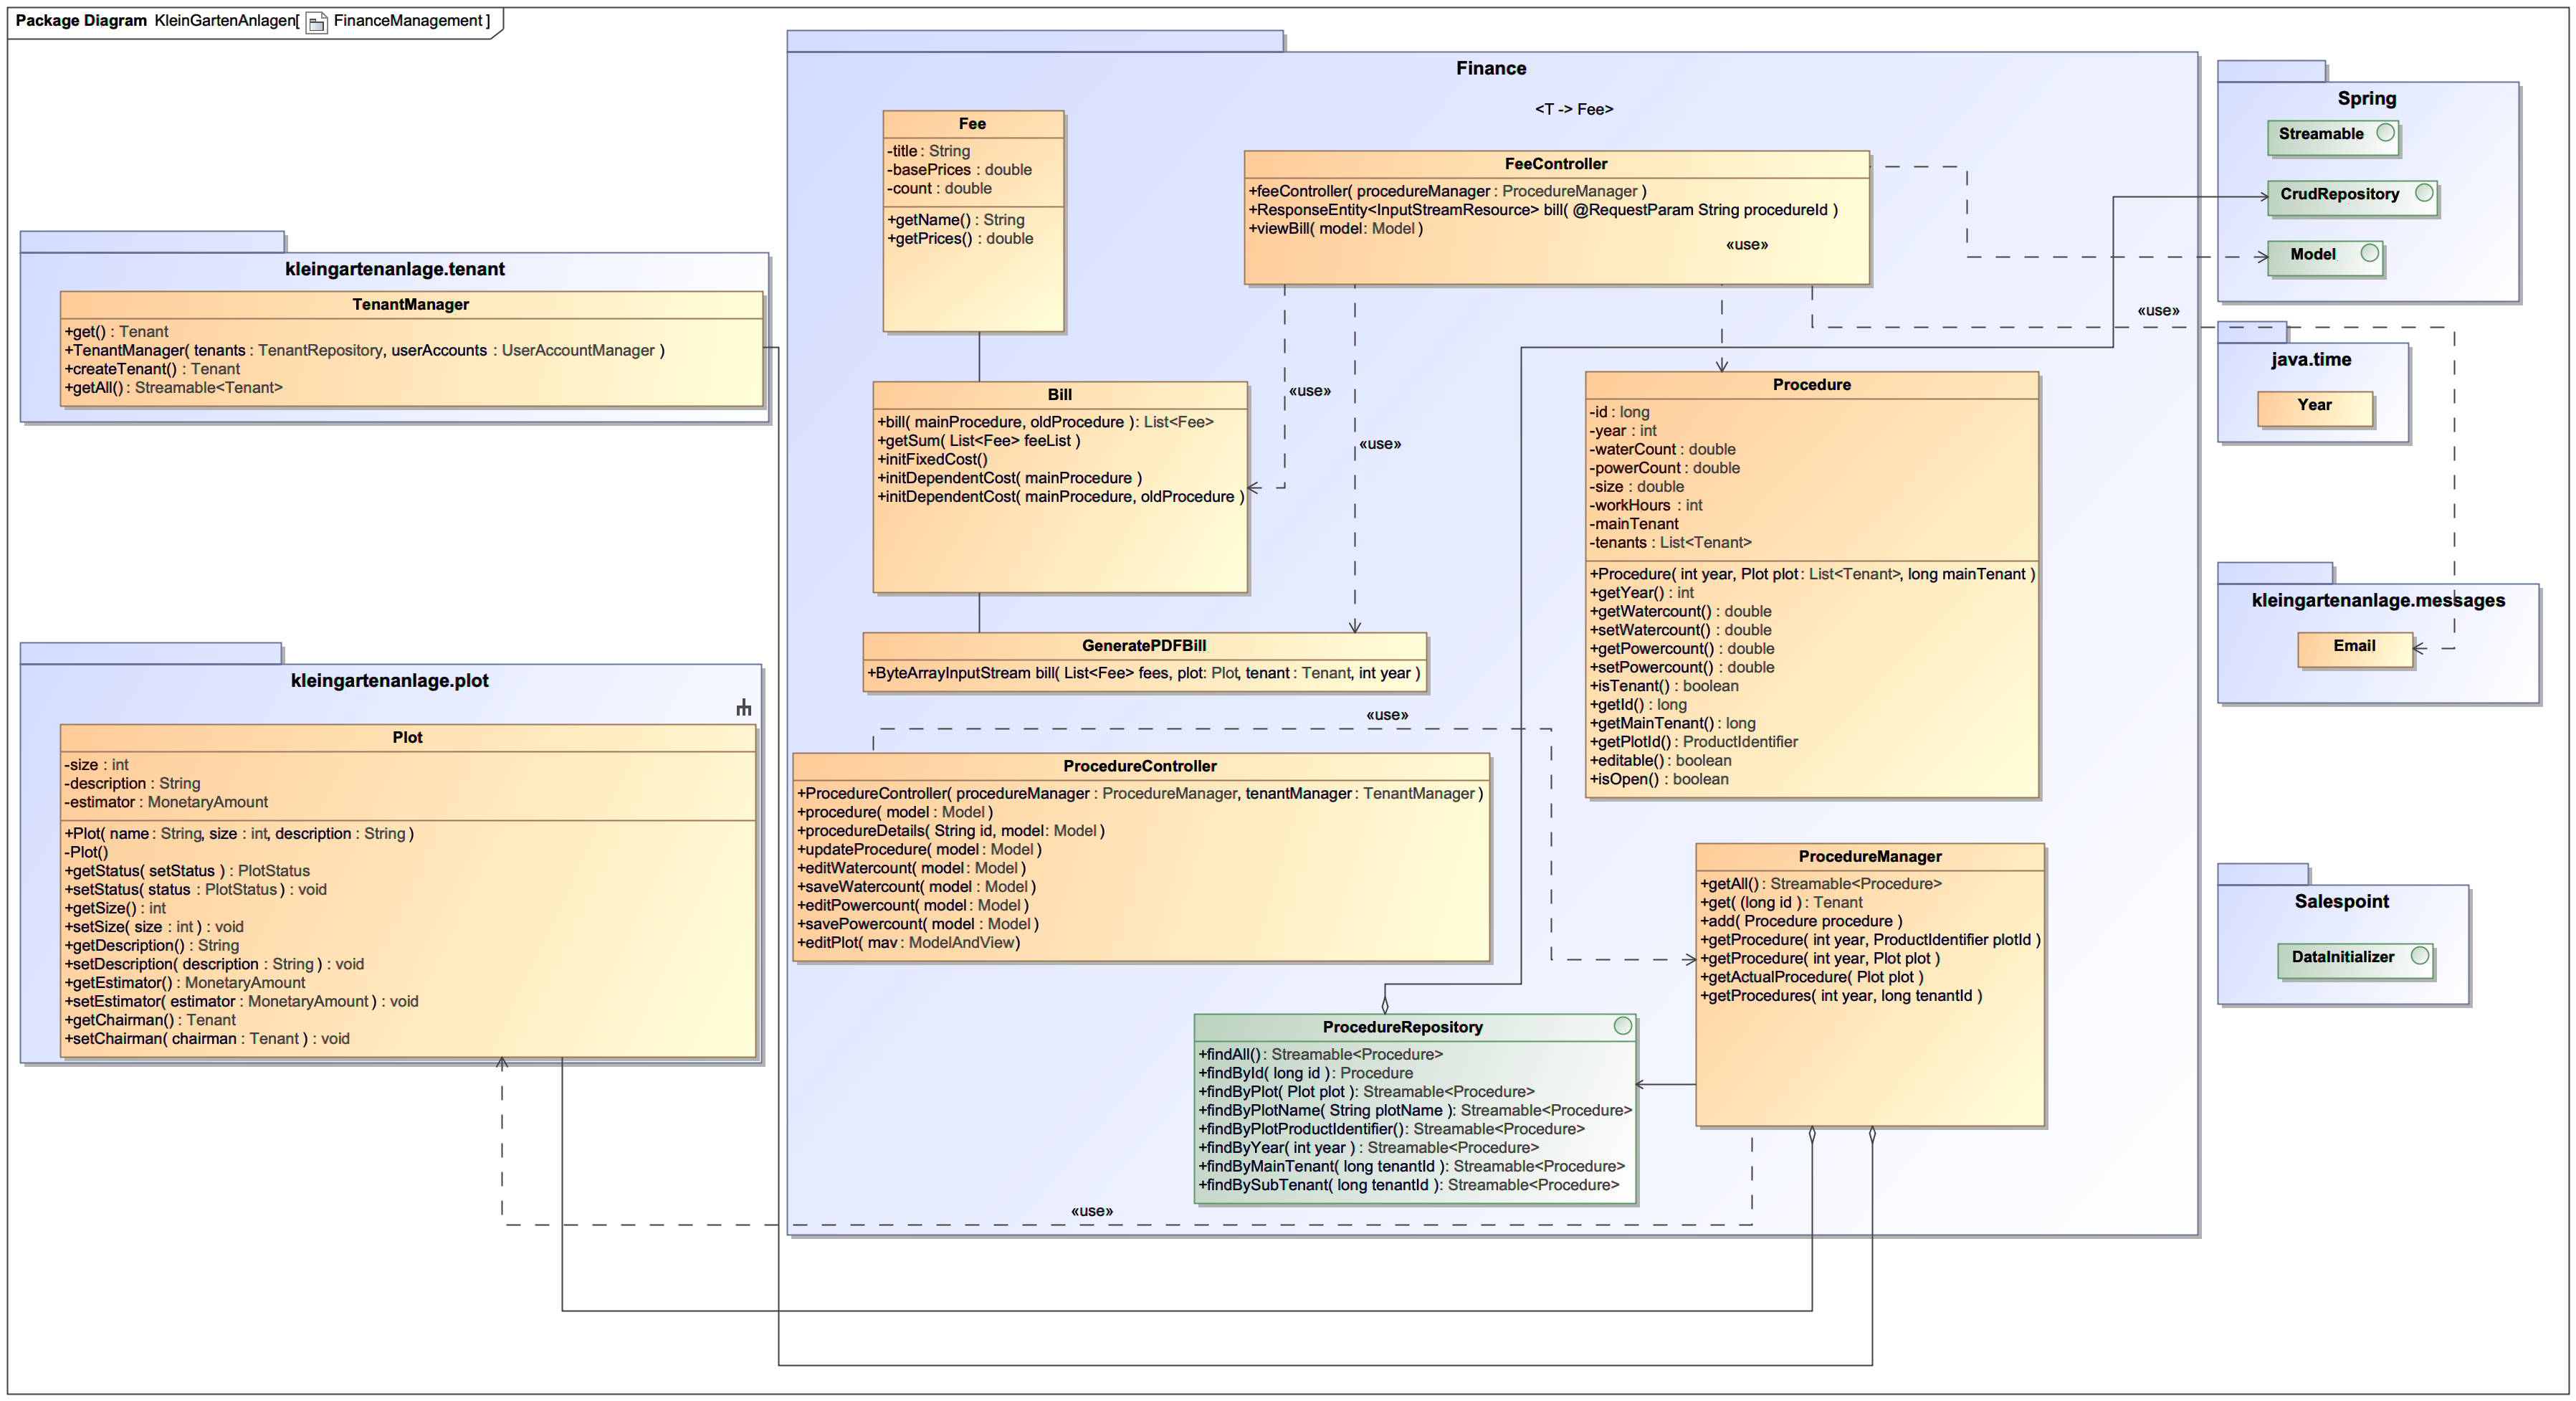 Package Diagram KleinGartenAnlagen[ FinanceManagement ]
kleingartenanlage.tenant
TenantManager
+get() : Tenant
+TenantManager( tenants : TenantRepository, userAccounts : UserAccountManager )
+createTenant() : Tenant
+getAll() : Streamable<Tenant>
kleingartenanlage.plot
Plot
-size : int
-description : String
-estimator : MonetaryAmount
+Plot( name : String, size : int, description : String )
-Plot()
+getStatus( setStatus ) : PlotStatus
+setStatus( status : PlotStatus ) : void
+getSize() : int
+setSize( size : int ) : void
+getDescription() : String
+setDescription( description : String ) : void
+getEstimator() : MonetaryAmount
+setEstimator( estimator : MonetaryAmount ) : void
+getChairman() : Tenant
+setChairman( chairman : Tenant ) : void
Finance
<T -> Fee>
Fee
-title : String
-basePrices : double
-count : double
+getName() : String
+getPrices() : double
FeeController
+feeController( procedureManager : ProcedureManager )
+ResponseEntity<InputStreamResource> bill( @RequestParam String procedureId )
+viewBill( model : Model )
«use»
«use»
«use»
«use»
Bill
+bill( mainProcedure, oldProcedure ) : List<Fee>
+getSum( List<Fee> feeList )
+initFixedCost()
+initDependentCost( mainProcedure )
+initDependentCost( mainProcedure, oldProcedure )
GeneratePDFBill
+ByteArrayInputStream bill( List<Fee> fees, plot : Plot, tenant : Tenant, int year )
Procedure
-id : long
-year : int
-waterCount : double
-powerCount : double
-size : double
-workHours : int
-mainTenant
-tenants : List<Tenant>
+Procedure( int year, Plot plot : List<Tenant>, long mainTenant )
+getYear() : int
+getWatercount() : double
+setWatercount() : double
+getPowercount() : double
+setPowercount() : double
+isTenant() : boolean
+getId() : long
+getMainTenant() : long
+getPlotId() : ProductIdentifier
+editable() : boolean
+isOpen() : boolean
«use»
ProcedureController
+ProcedureController( procedureManager : ProcedureManager, tenantManager : TenantManager )
+procedure( model : Model )
+procedureDetails( String id, model : Model )
+updateProcedure( model : Model )
+editWatercount( model : Model )
+saveWatercount( model : Model )
+editPowercount( model : Model )
+savePowercount( model : Model )
+editPlot( mav : ModelAndView)
ProcedureManager
+getAll() : Streamable<Procedure>
+get( (long id ) : Tenant
+add( Procedure procedure )
+getProcedure( int year, ProductIdentifier plotId )
+getProcedure( int year, Plot plot )
+getActualProcedure( Plot plot )
+getProcedures( int year, long tenantId )
ProcedureRepository
+findAll() : Streamable<Procedure>
+findById( long id ) : Procedure
+findByPlot( Plot plot ) : Streamable<Procedure>
+findByPlotName( String plotName ) : Streamable<Procedure>
+findByPlotProductIdentifier() : Streamable<Procedure>
+findByYear( int year ) : Streamable<Procedure>
+findByMainTenant( long tenantId ) : Streamable<Procedure>
+findBySubTenant( long tenantId ) : Streamable<Procedure>
«use»
Spring
Streamable
CrudRepository
Model
java.time
Year
kleingartenanlage.messages
Email
Salespoint
DataInitializer